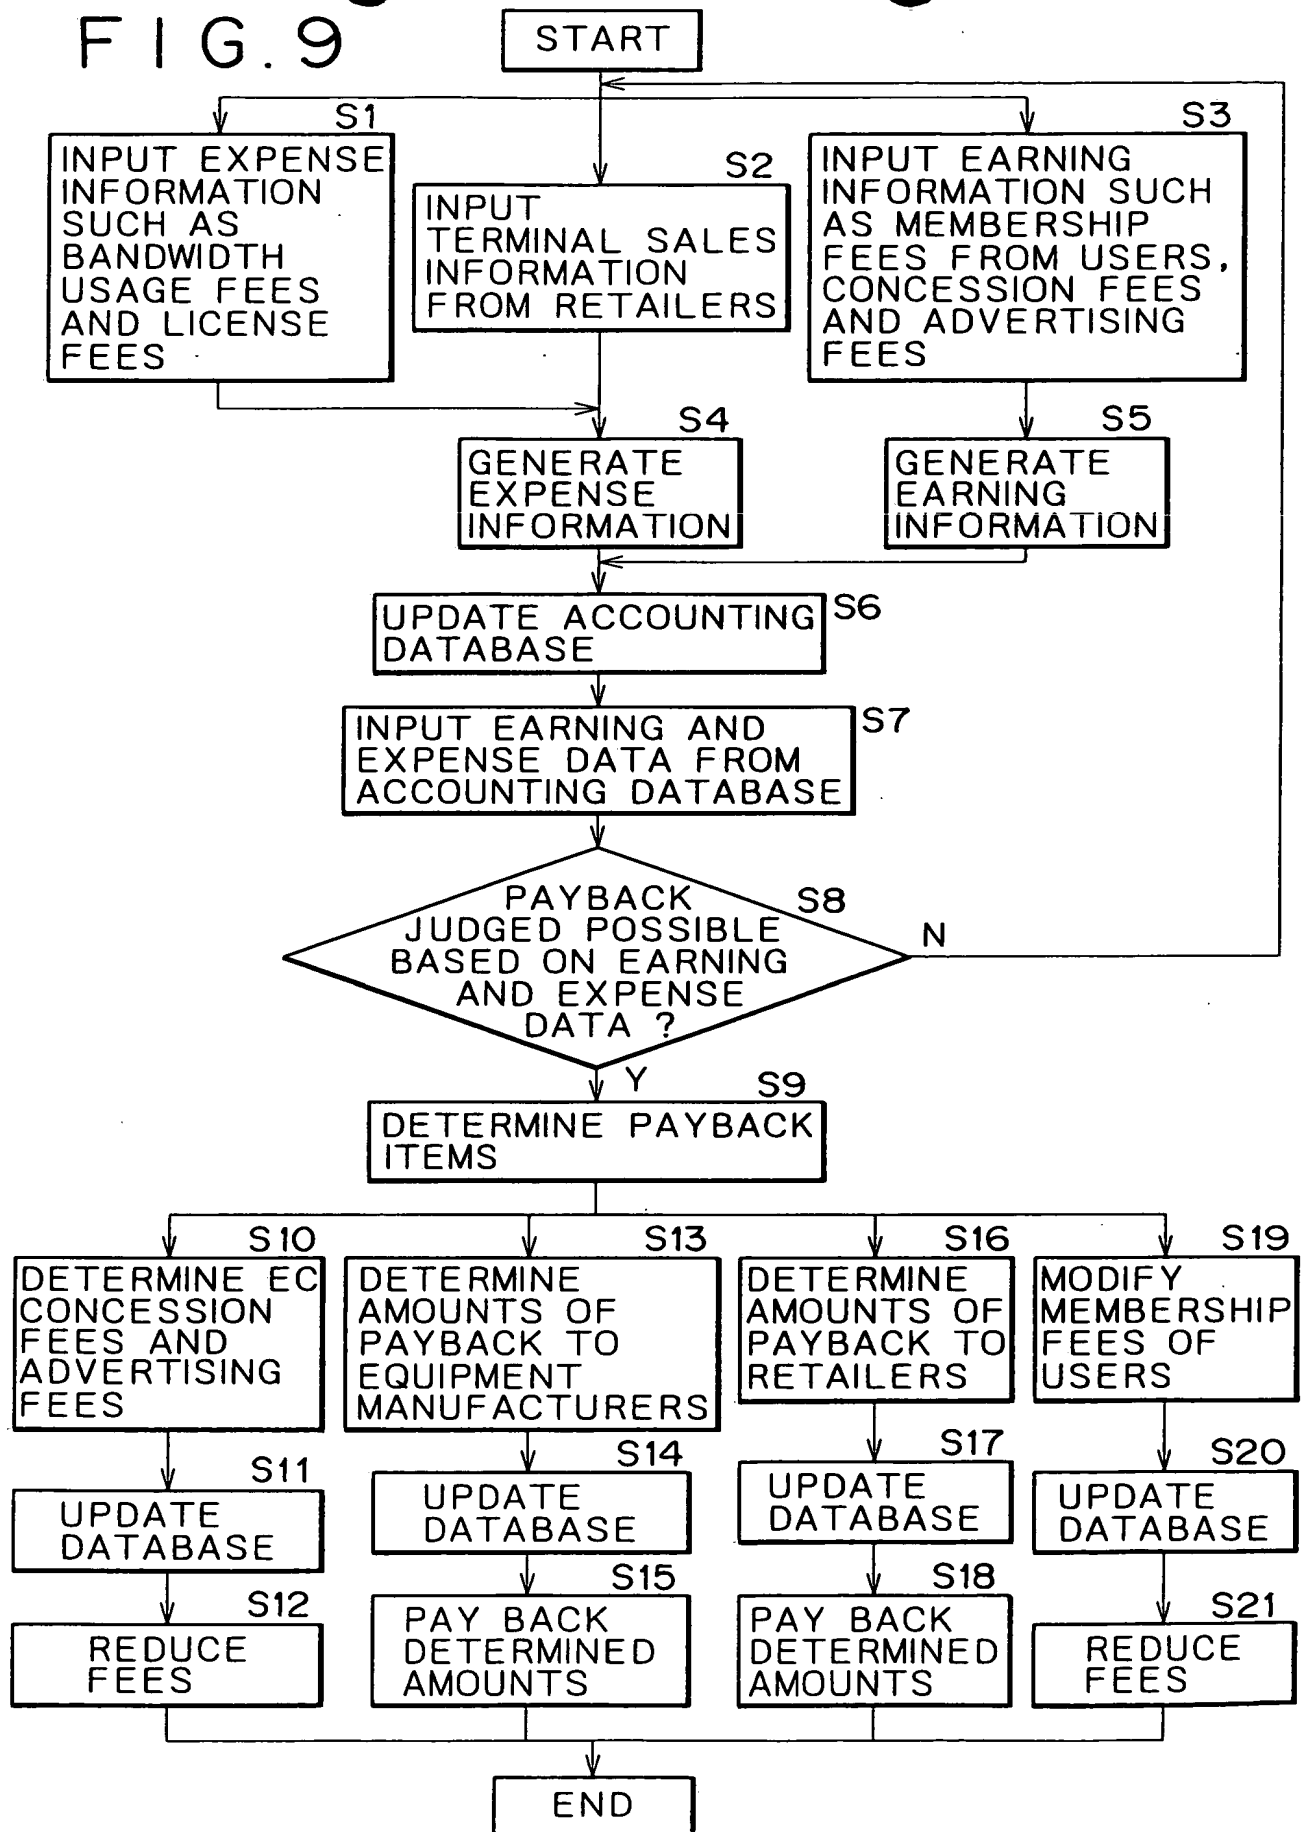 FIG.9
START
S1
INPUT EXPENSE
INFORMATION
SUCH AS
BANDWIDTH
USAGE FEES
AND LICENSE
FEES
S2
INPUT
TERMINAL SALES
INFORMATION
FROM RETAILERS
S3
INPUT EARNING
INFORMATION SUCH
AS MEMBERSHIP
FEES FROM USERS,
CONCESSION FEES
AND ADVERTISING
FEES
S4
GENERATE
EXPENSE
INFORMATION
S5
GENERATE
EARNING
INFORMATION
S6
UPDATE ACCOUNTING
DATABASE
S7
INPUT EARNING AND
EXPENSE DATA FROM
ACCOUNTING DATABASE
S8
PAYBACK
JUDGED POSSIBLE
BASED ON EARNING
AND EXPENSE
DATA ?
N
Y
S9
DETERMINE PAYBACK
ITEMS
S10
DETERMINE EC
CONCESSION
FEES AND
ADVERTISING
FEES
S13
DETERMINE
AMOUNTS OF
PAYBACK TO
EQUIPMENT
MANUFACTURERS
S16
DETERMINE
AMOUNTS OF
PAYBACK TO
RETAILERS
S19
MODIFY
MEMBERSHIP
FEES OF
USERS
S11
UPDATE
DATABASE
S14
UPDATE
DATABASE
S17
UPDATE
DATABASE
S20
UPDATE
DATABASE
S12
REDUCE
FEES
S15
PAY BACK
DETERMINED
AMOUNTS
S18
PAY BACK
DETERMINED
AMOUNTS
S21
REDUCE
FEES
END